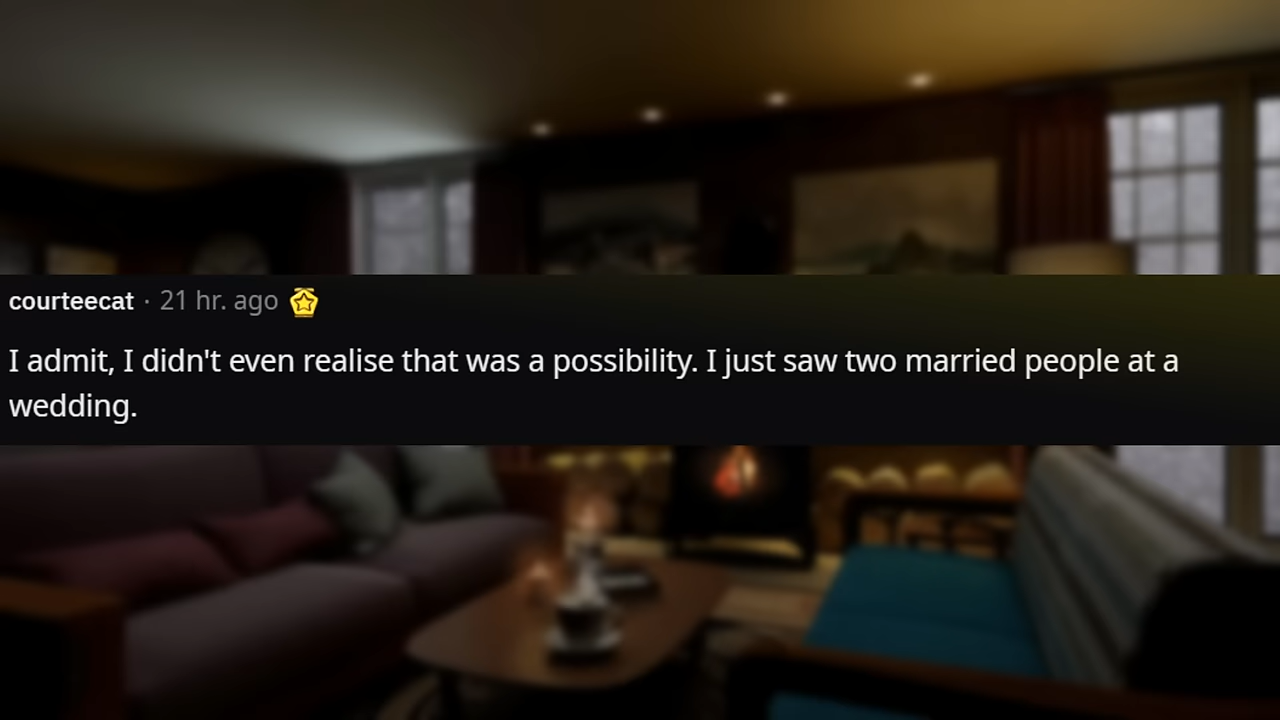 courteecat · 21 hr. ago
I admit, I didn't even realise that was a possibility. I just saw two married people at a
wedding.